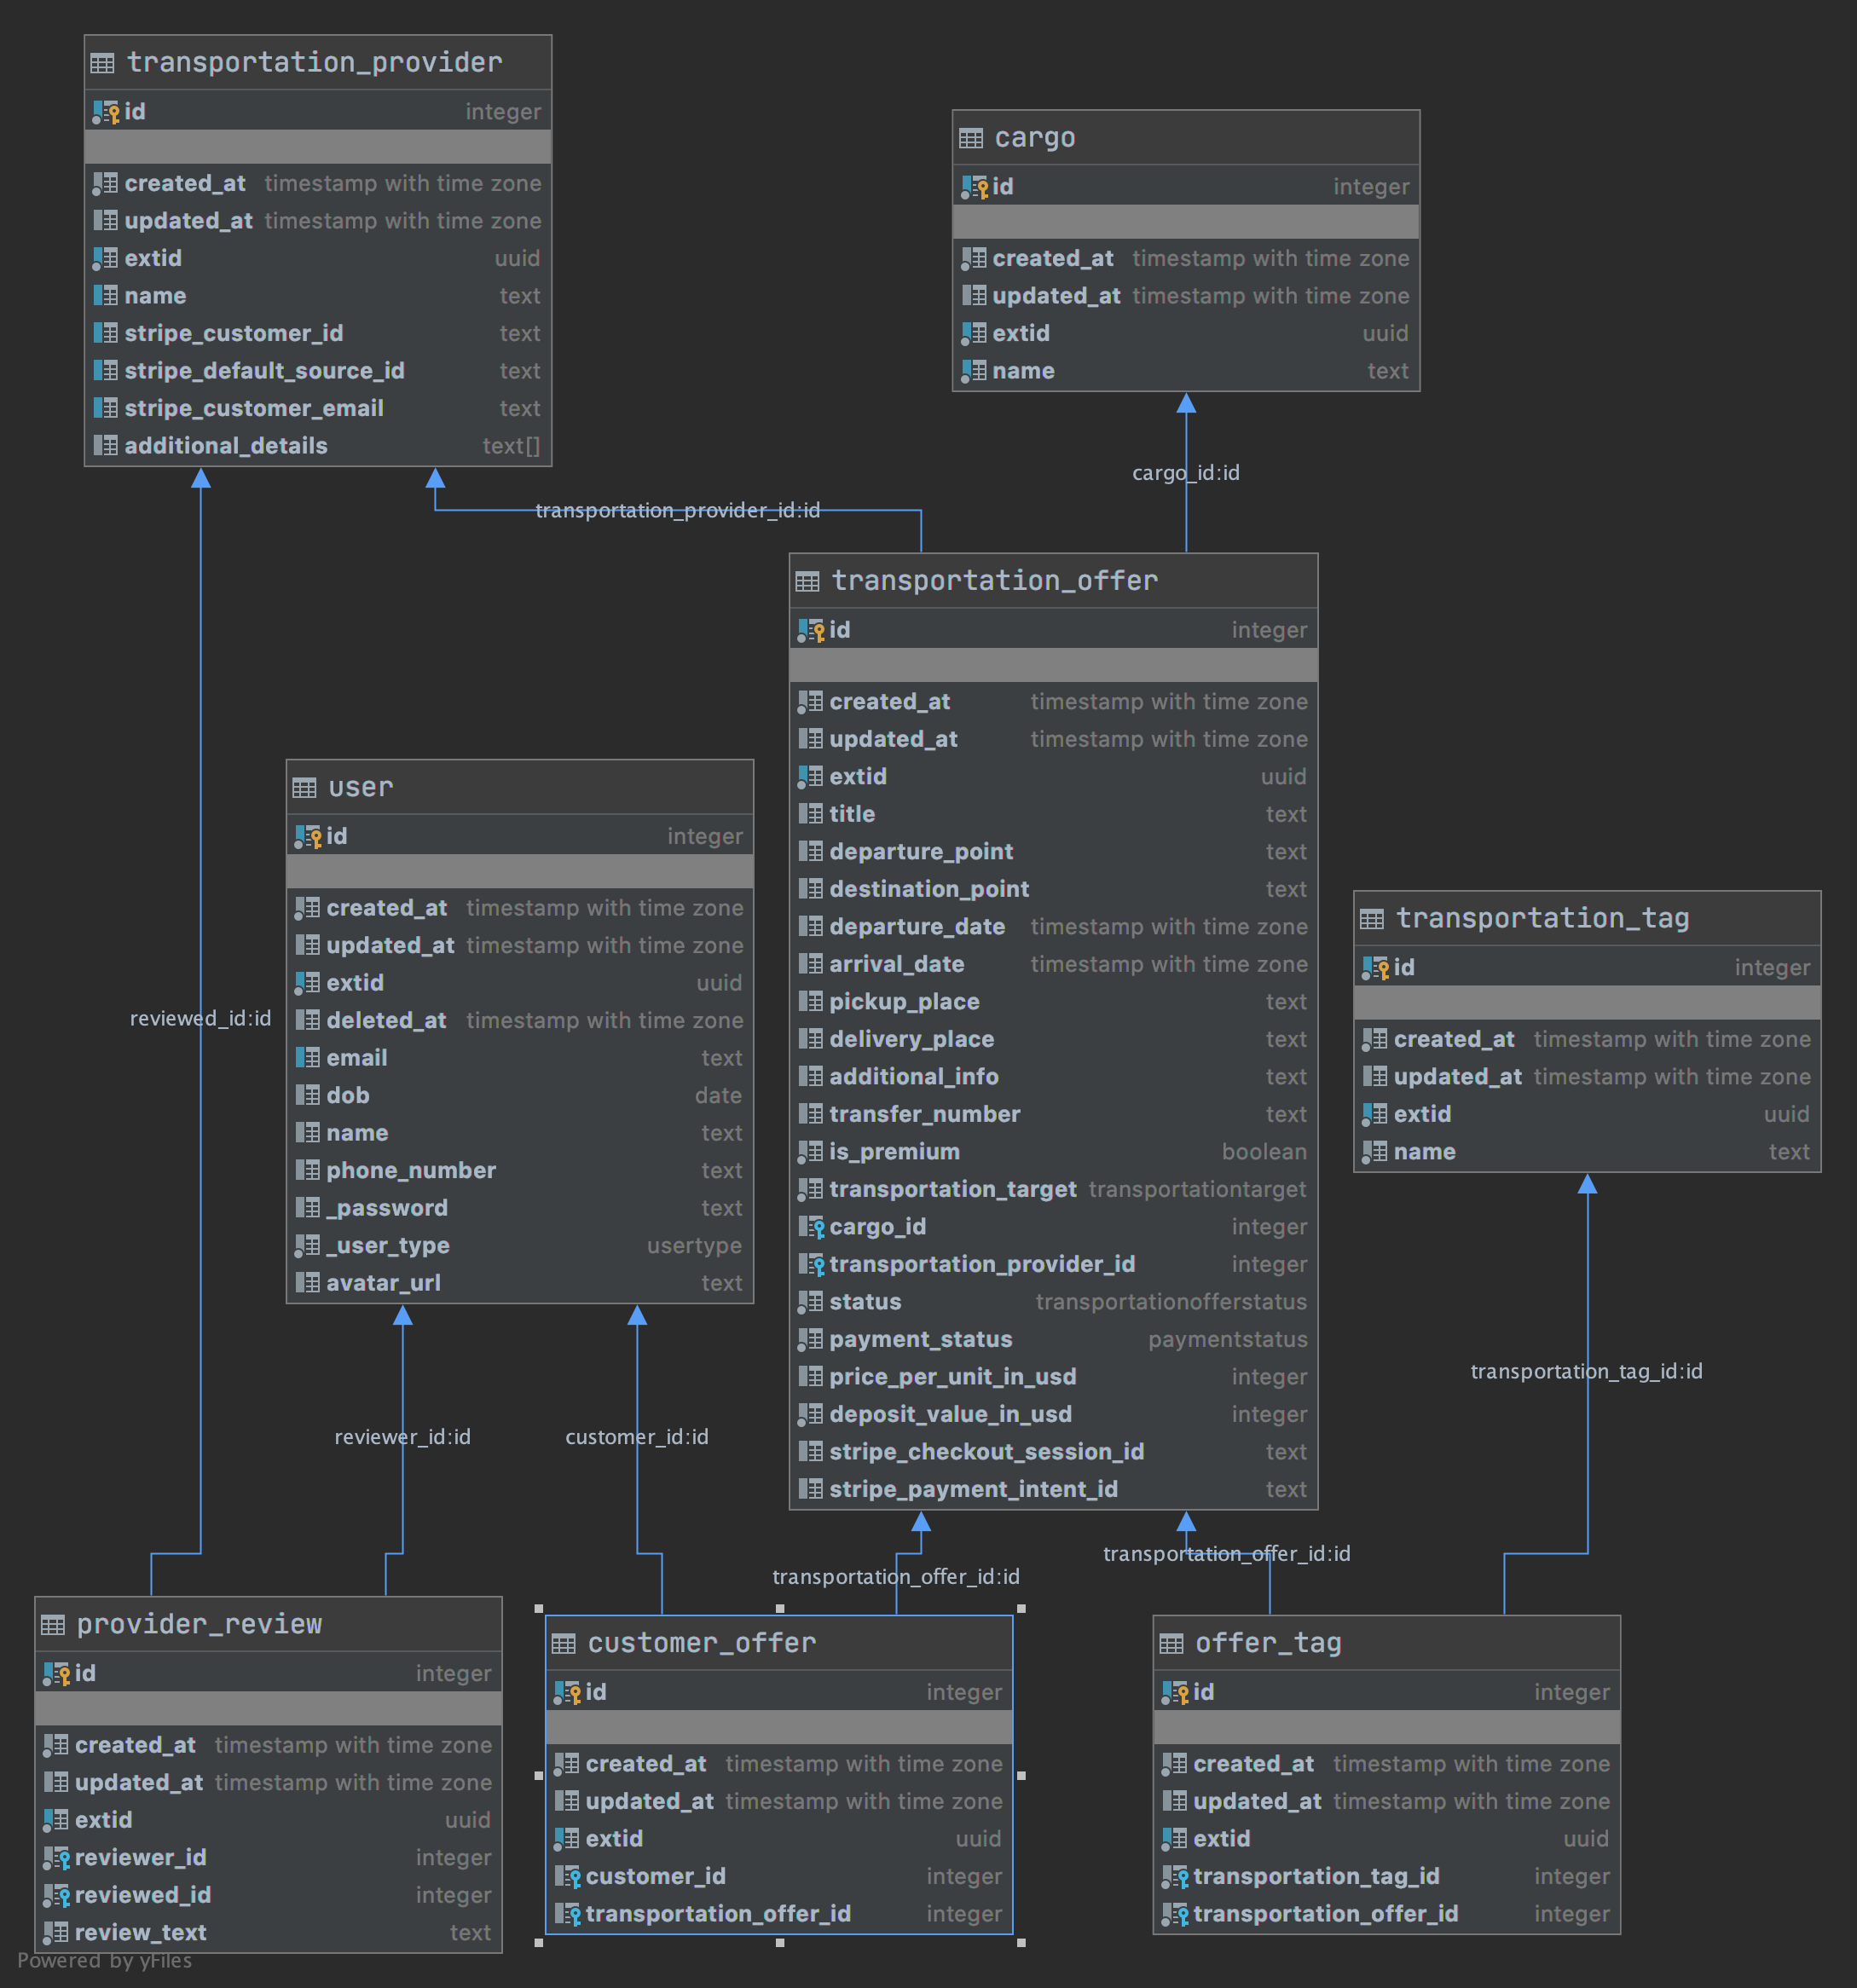 transportation_provider
id integer
created_at timestamp with time zone
updated_at timestamp with time zone
extid uuid
name text
stripe_customer_id text
stripe_default_source_id text
stripe_customer_email text
additional_details text[]
cargo
id integer
created_at timestamp with time zone
updated_at timestamp with time zone
extid uuid
name text
cargo_id:id
transportation_provider_id:id
transportation_offer
id integer
created_at timestamp with time zone
updated_at timestamp with time zone
extid uuid
title text
departure_point text
destination_point text
departure_date timestamp with time zone
arrival_date timestamp with time zone
pickup_place text
delivery_place text
additional_info text
transfer_number text
is_premium boolean
transportation_target transportationtarget
cargo_id integer
transportation_provider_id integer
status transportationofferstatus
payment_status paymentstatus
price_per_unit_in_usd integer
deposit_value_in_usd integer
stripe_checkout_session_id text
stripe_payment_intent_id text
user
id integer
created_at timestamp with time zone
updated_at timestamp with time zone
extid uuid
deleted_at timestamp with time zone
email text
dob date
name text
phone_number text
_password text
_user_type usertype
avatar_url text
transportation_tag
id integer
created_at timestamp with time zone
updated_at timestamp with time zone
extid uuid
name text
reviewed_id:id
reviewer_id:id
customer_id:id
transportation_tag_id:id
transportation_offer_id:id
transportation_offer_id:id
provider_review
id integer
created_at timestamp with time zone
updated_at timestamp with time zone
extid uuid
reviewer_id integer
reviewed_id integer
review_text text
customer_offer
id integer
created_at timestamp with time zone
updated_at timestamp with time zone
extid uuid
customer_id integer
transportation_offer_id integer
offer_tag
id integer
created_at timestamp with time zone
updated_at timestamp with time zone
extid uuid
transportation_tag_id integer
transportation_offer_id integer
Powered by yFiles